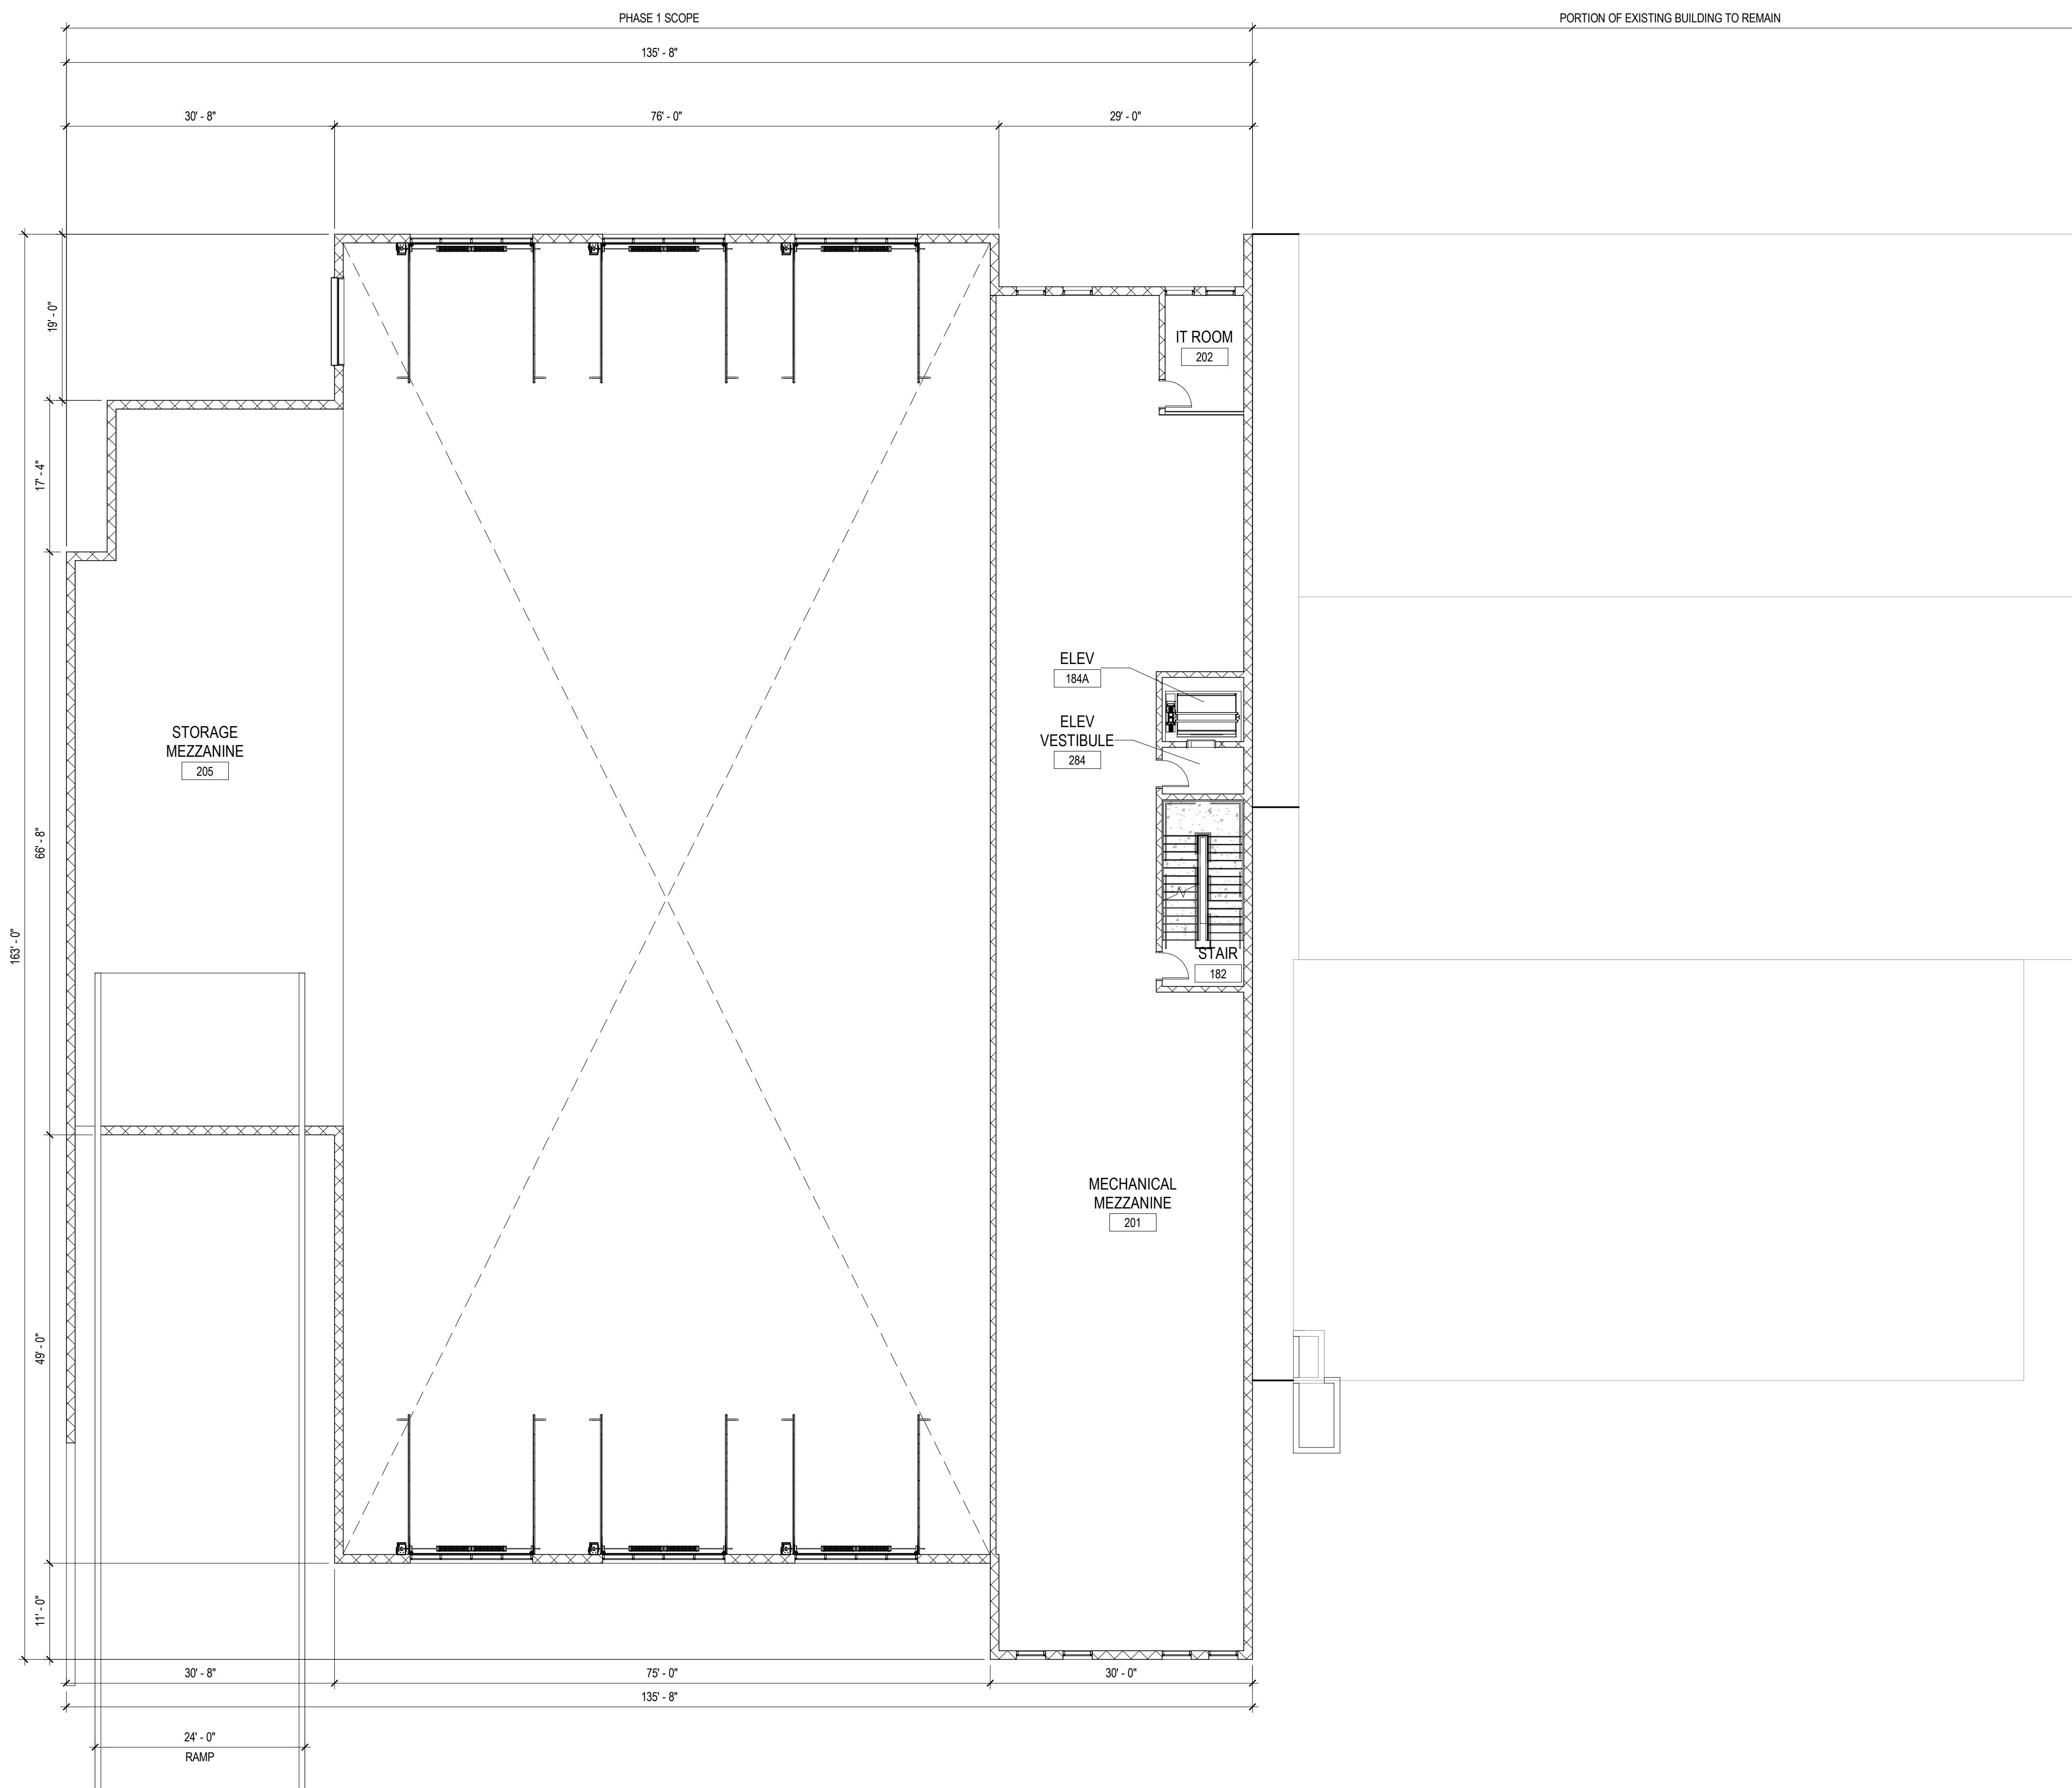 PHASE 1 SCOPE
PORTION OF EXISTING BUILDING TO REMAIN
135' - 8"
30' - 8"
76' - 0"
29' - 0"
19' - 0"
17' - 4"
66' - 8"
163' - 0"
49' - 0"
11' - 0"
IT ROOM
202
ELEV
184A
ELEV
VESTIBULE
284
STORAGE
MEZZANINE
205
STAIR
182
MECHANICAL
MEZZANINE
201
30' - 8"
75' - 0"
30' - 0"
135' - 8"
24' - 0"
RAMP